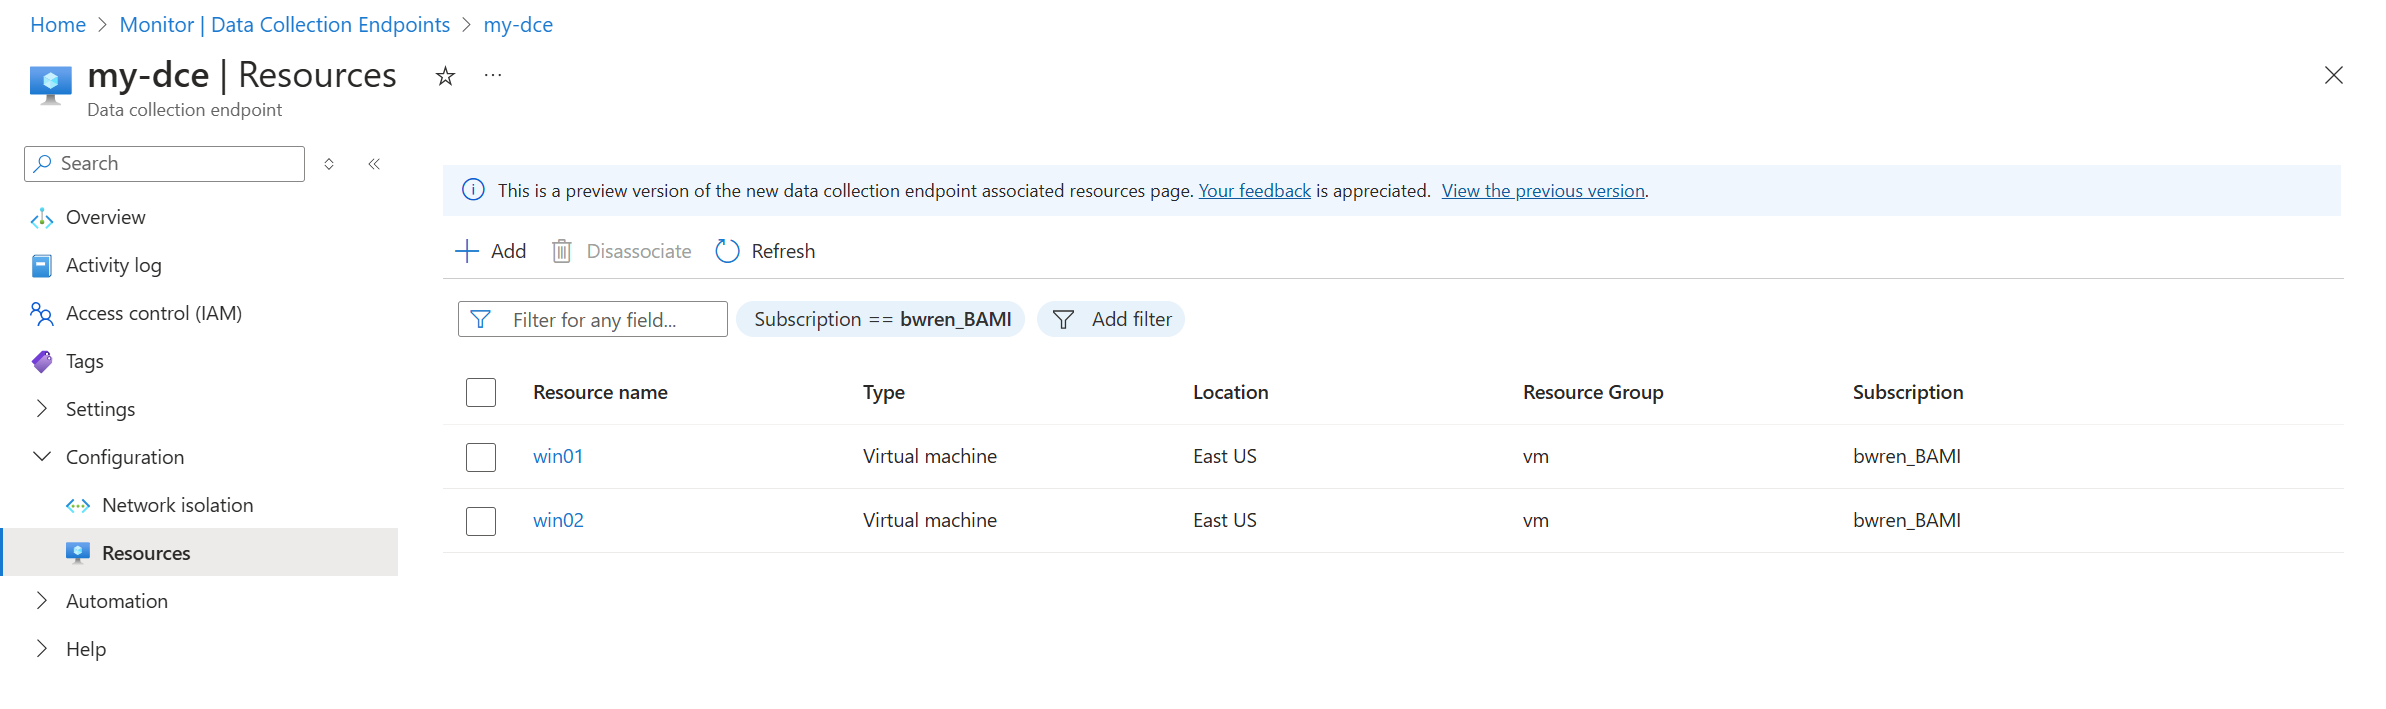 Home > Monitor | Data Collection Endpoints > my-dce
my-dce | Resources ...
Data collection endpoint
Search
Overview
Activity log
Access control (IAM)
Tags
Settings
Configuration
Network isolation
Resources
Automation
Help
This is a preview version of the new data collection endpoint associated resources page. Your feedback is appreciated. View the previous version.
Add Disassociate Refresh
Filter for any field... Subscription == bwren_BAMI Add filter
Resource name Type Location Resource Group Subscription
win01 Virtual machine East US vm bwren_BAMI
win02 Virtual machine East US vm bwren_BAMI